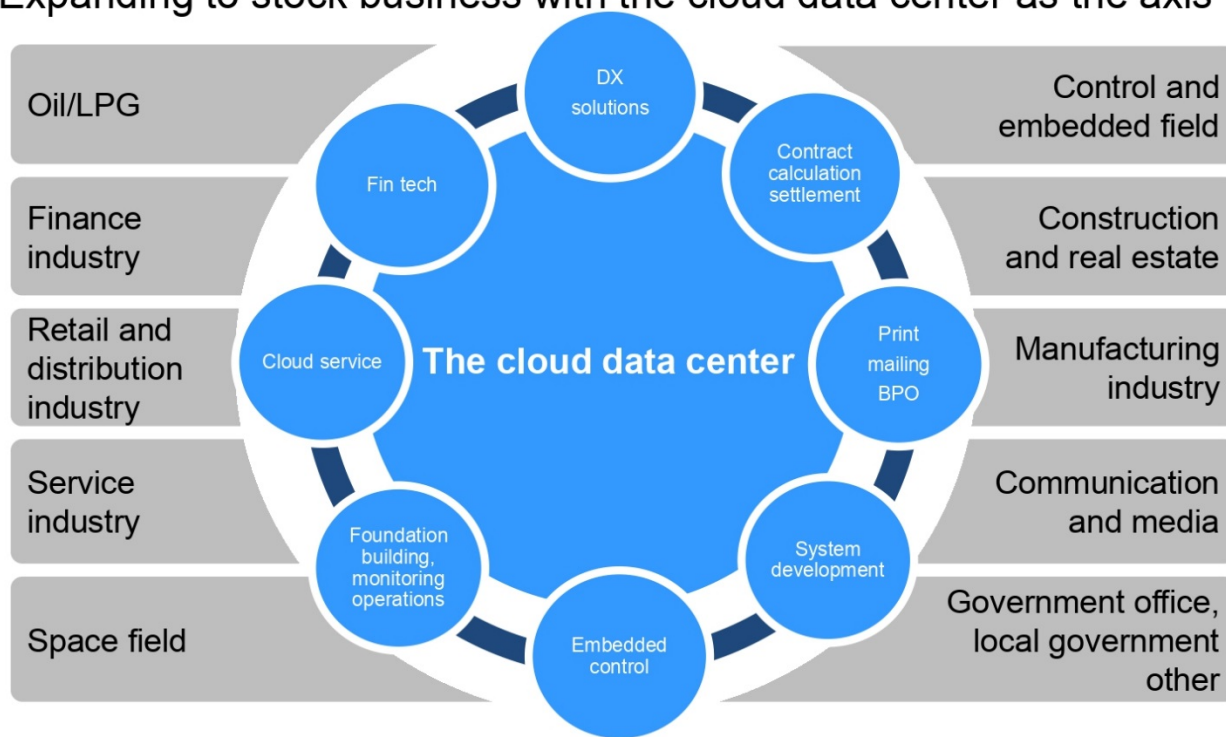 Expanding to stock business with the cloud data center as the axis
Oil/LPG
Finance
industry
Retail and
distribution
industry
Service
industry
Space field
DX
solutions
Fin tech
Contract
calculation
settlement
Cloud service
The cloud data center
Print
mailing
BPO
Foundation
building,
monitoring
operations
System
development
Embedded
control
Control and
embedded field
Construction
and real estate
Manufacturing
industry
Communication
and media
Government office,
local government
other